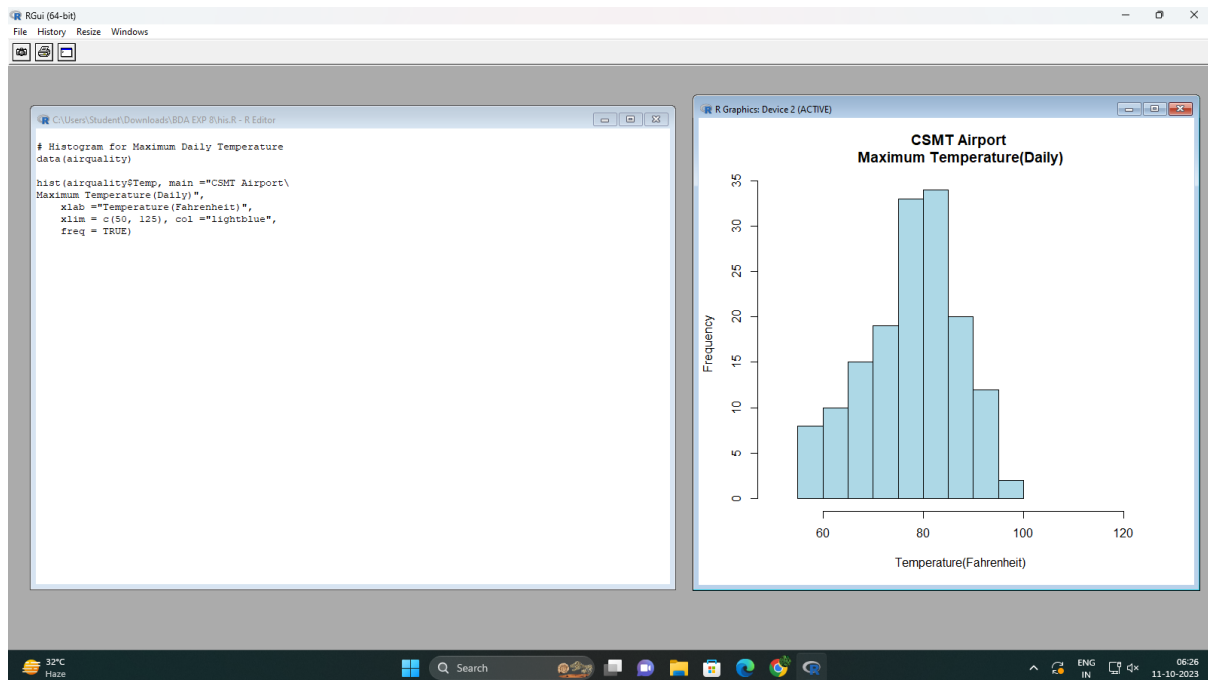 RGui (64-bit)
File History Resize Windows
C:\Users\Student\Downloads\BDA EXP 8\his.R - R Editor
# Histogram for Maximum Daily Temperature
data(airquality)
hist(airquality$Temp, main ="CSMT Airport\
Maximum Temperature(Daily)",
    xlab ="Temperature(Fahrenheit)",
    xlim = c(50, 125), col ="lightblue",
    freq = TRUE)
R Graphics: Device 2 (ACTIVE)
CSMT Airport
Maximum Temperature(Daily)
35
30
25
20
15
10
5
0
Frequency
60 80 100 120
Temperature(Fahrenheit)
32°C
Haze
Search
ENG
IN
06:26
11-10-2023